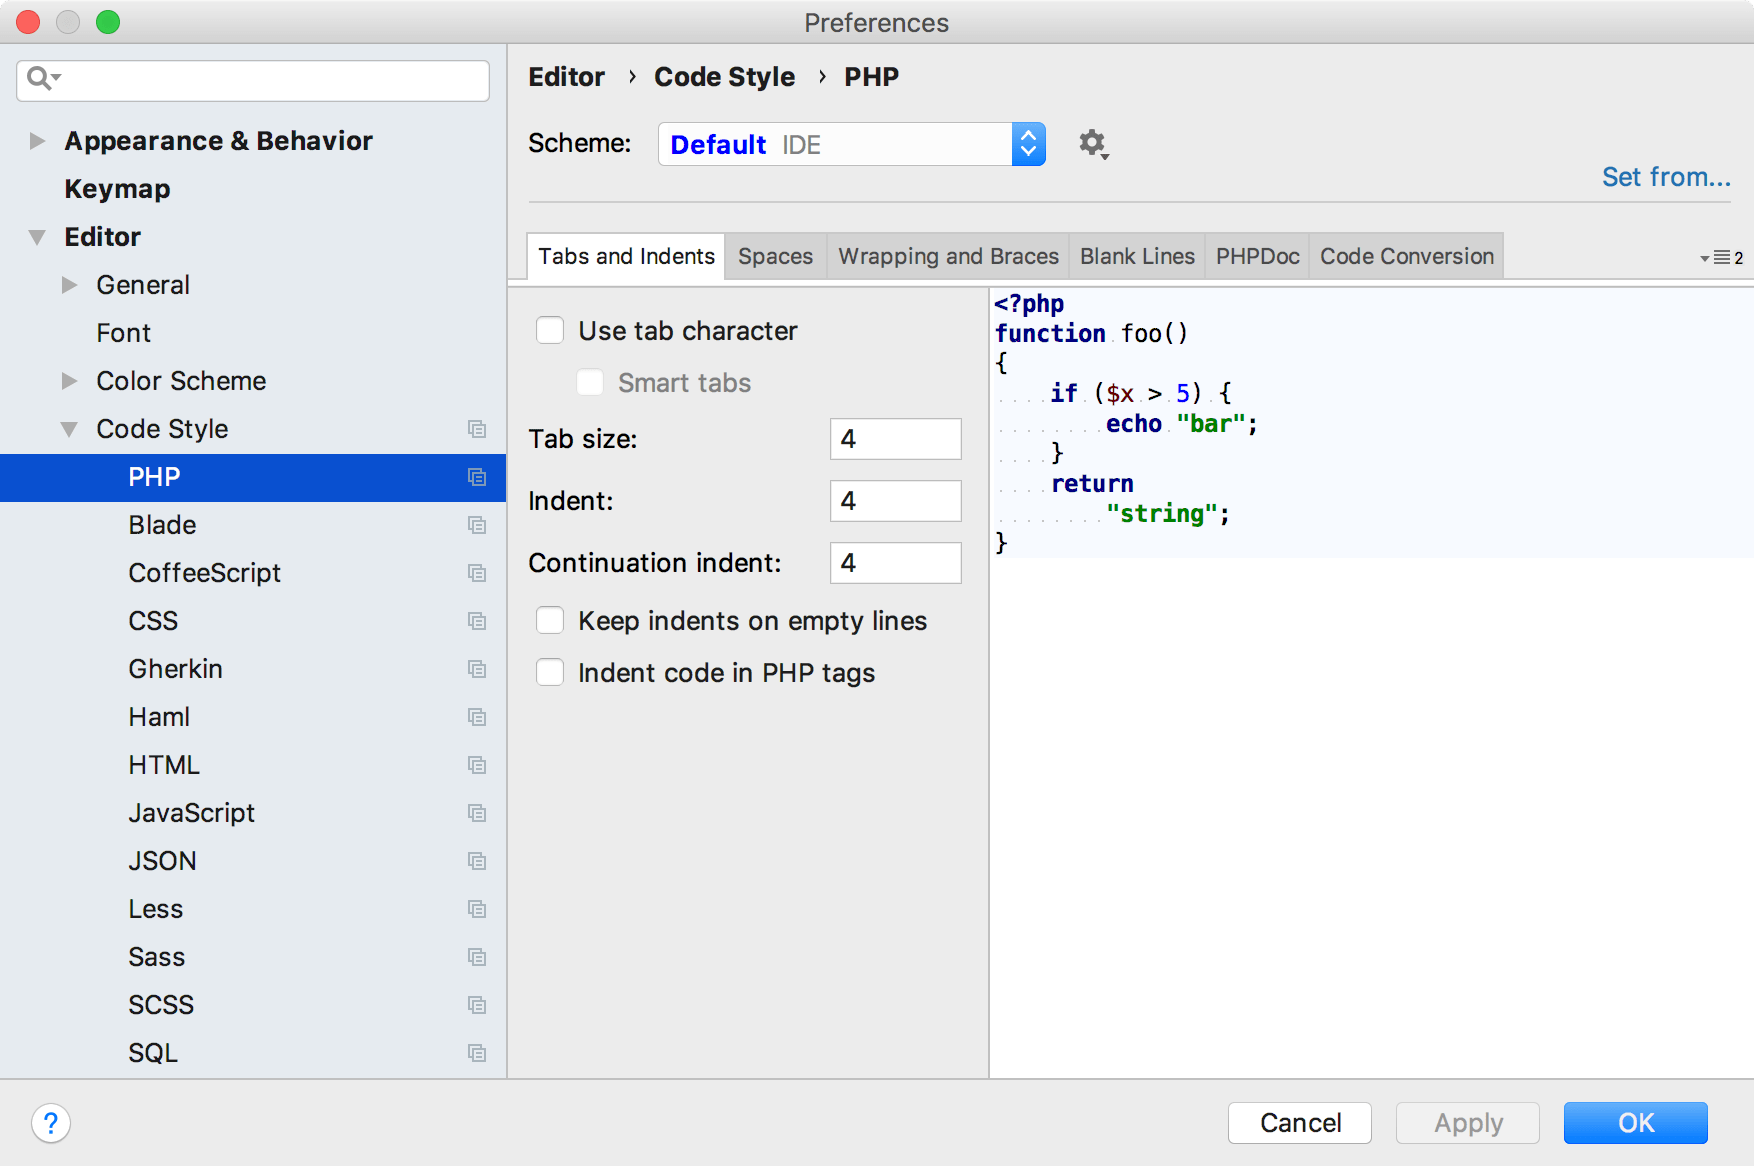 Preferences
Appearance & Behavior
Keymap
Editor
General
Font
Color Scheme
Code Style
PHP
Blade
CoffeeScript
CSS
Gherkin
Haml
HTML
JavaScript
JSON
Less
Sass
SCSS
SQL
Editor › Code Style › PHP
Scheme: Default IDE
Set from...
Tabs and Indents Spaces Wrapping and Braces Blank Lines PHPDoc Code Conversion 2
Use tab character
Smart tabs
Tab size: 4
Indent: 4
Continuation indent: 4
Keep indents on empty lines
Indent code in PHP tags
<?php
function foo()
{
    if ($x > 5) {
        echo "bar";
    }
    return
        "string";
}
?
Cancel Apply OK